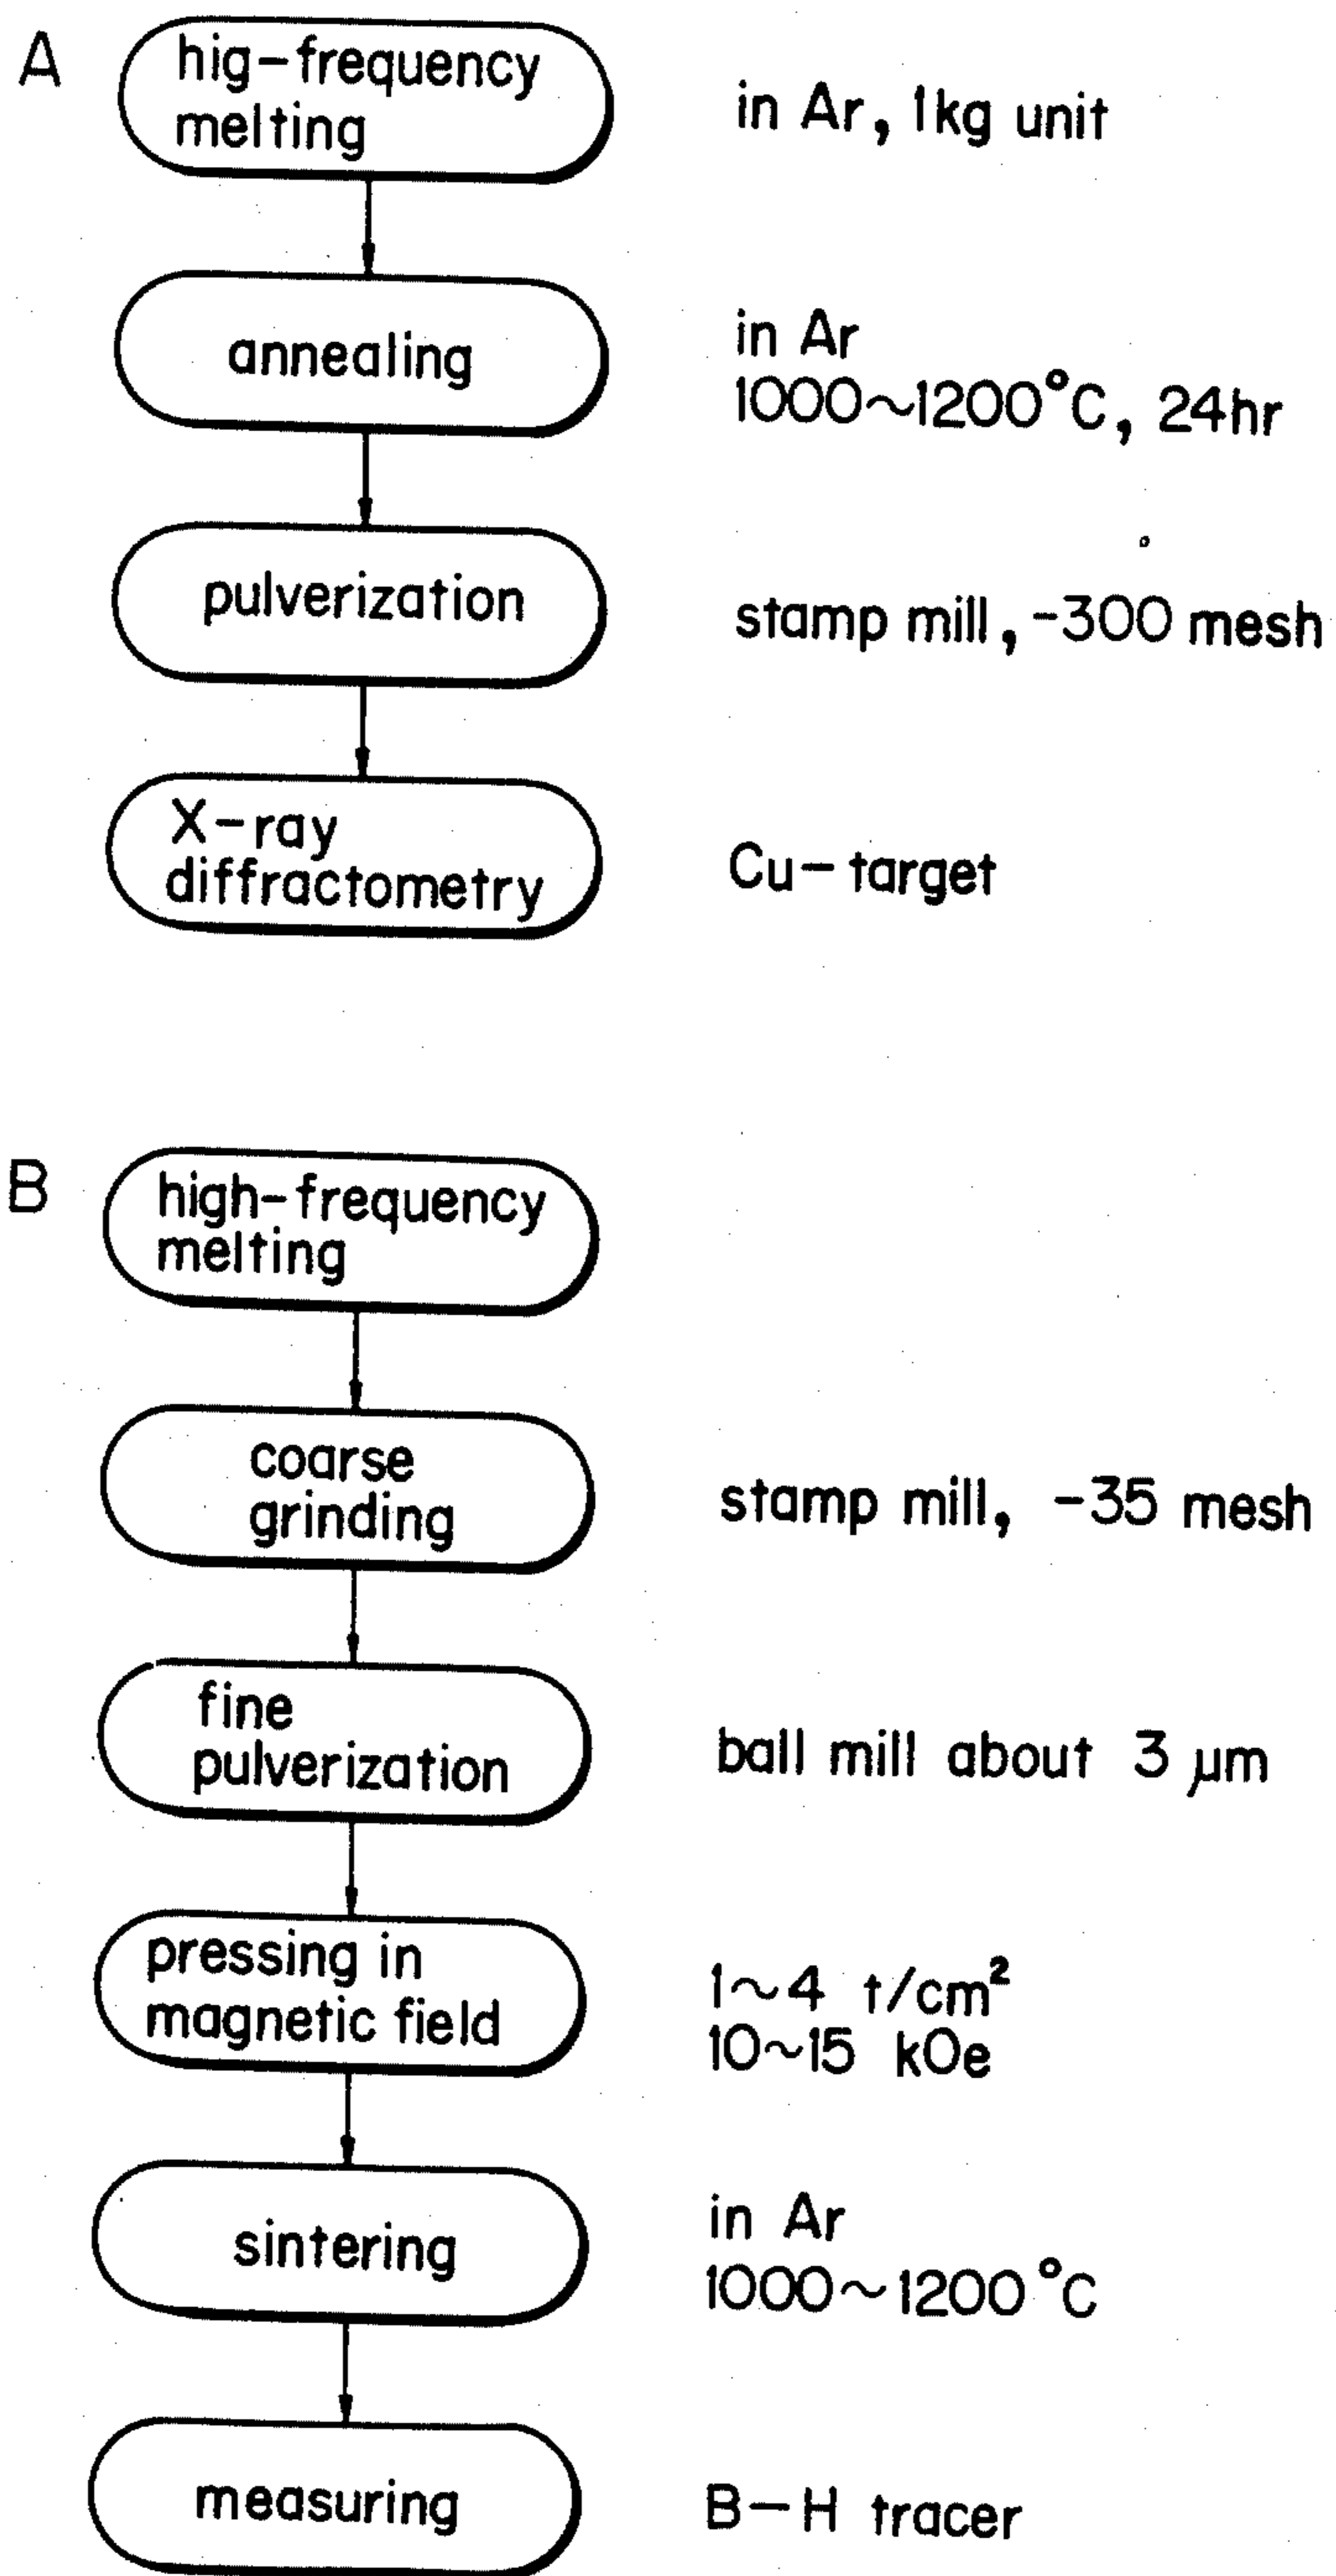 A
hig-frequency
melting
in Ar, 1kg unit
annealing
in Ar
1000~1200°C, 24hr
pulverization
stamp mill, -300 mesh
X-ray
diffractometry
Cu-target
B
high-frequency
melting
coarse
grinding
stamp mill, -35 mesh
fine
pulverization
ball mill about 3 μm
pressing in
magnetic field
1~4 t/cm²
10~15 kOe
sintering
in Ar
1000~1200°C
measuring
B-H tracer